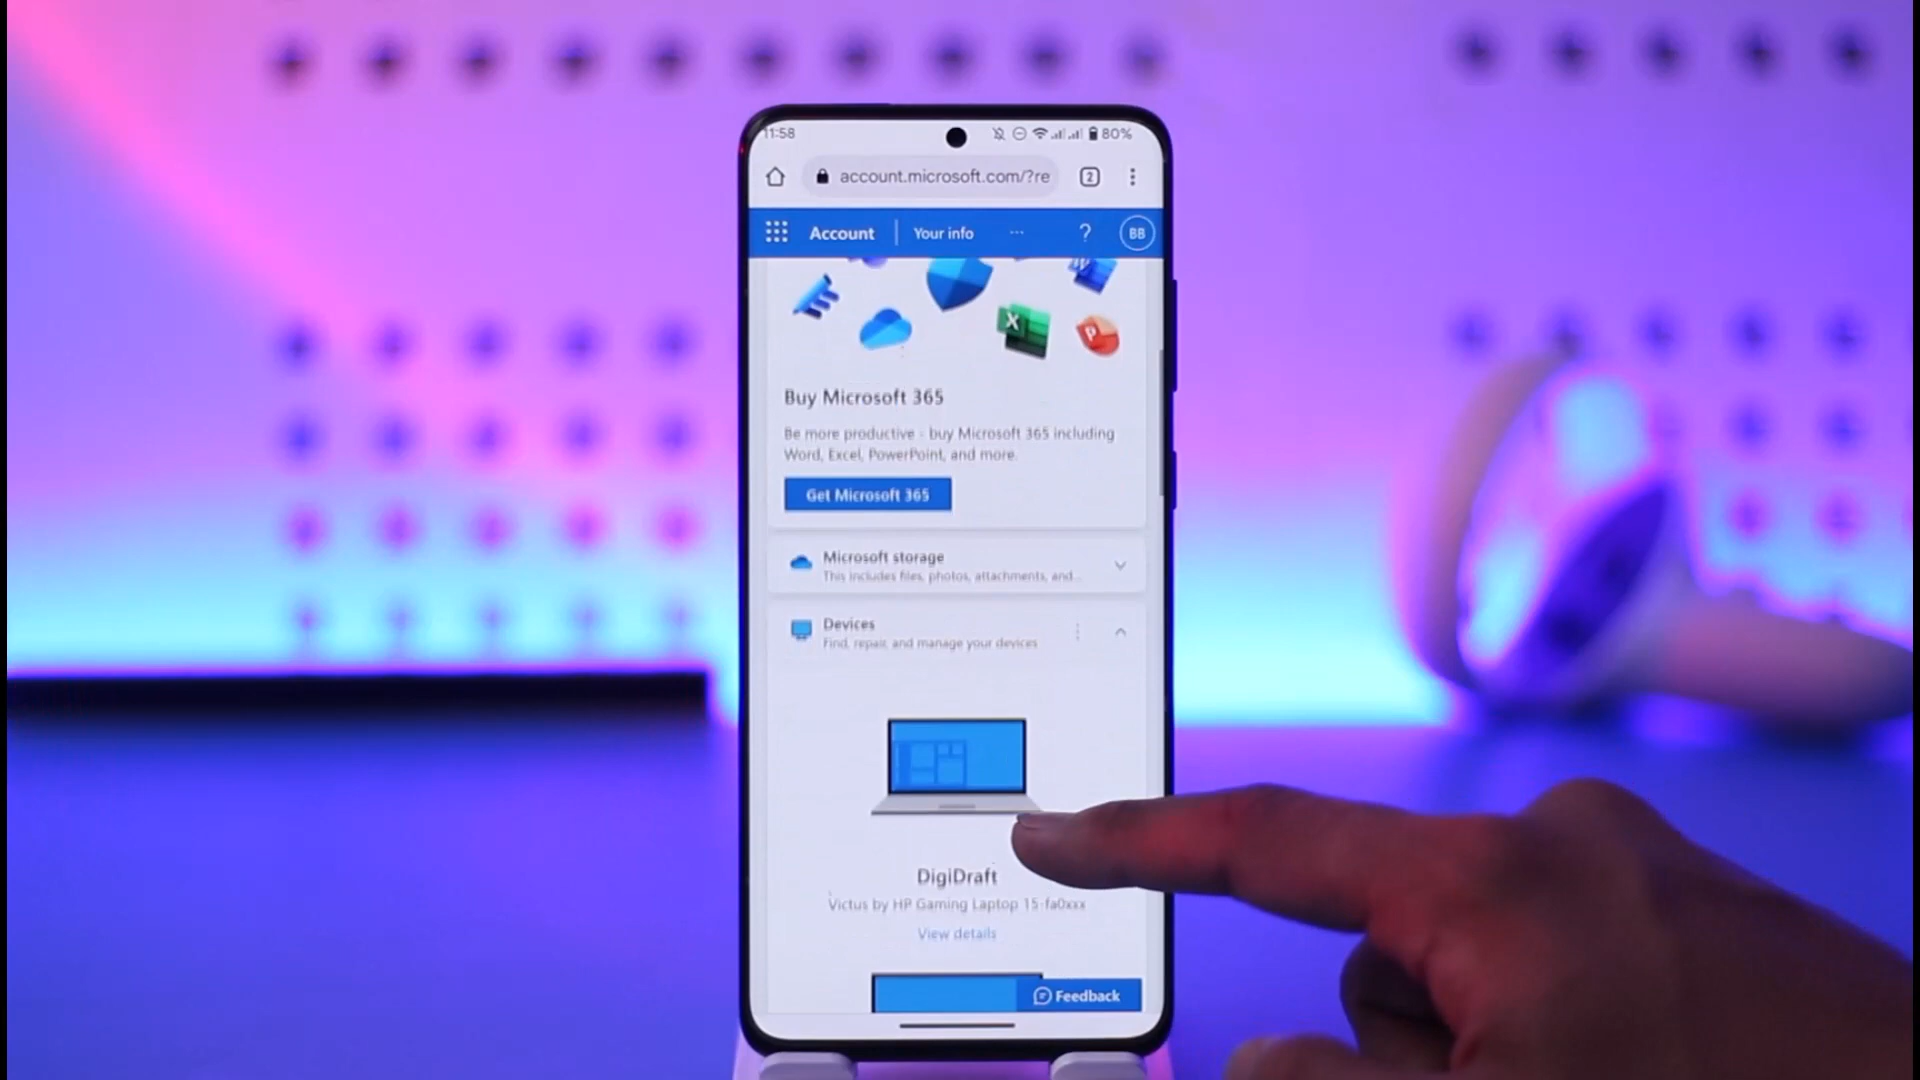 11:58
80%
account.microsoft.com/?re
2
Account
Your info
...
?
BB
W
X
P
Buy Microsoft 365
Be more productive - buy Microsoft 365 including
Word, Excel, PowerPoint, and more.
Get Microsoft 365
Microsoft storage
This includes files, photos, attachments, and...
Devices
Find, repair, and manage your devices
DigiDraft
Victus by HP Gaming Laptop 15-fa0xxx
View details
Feedback